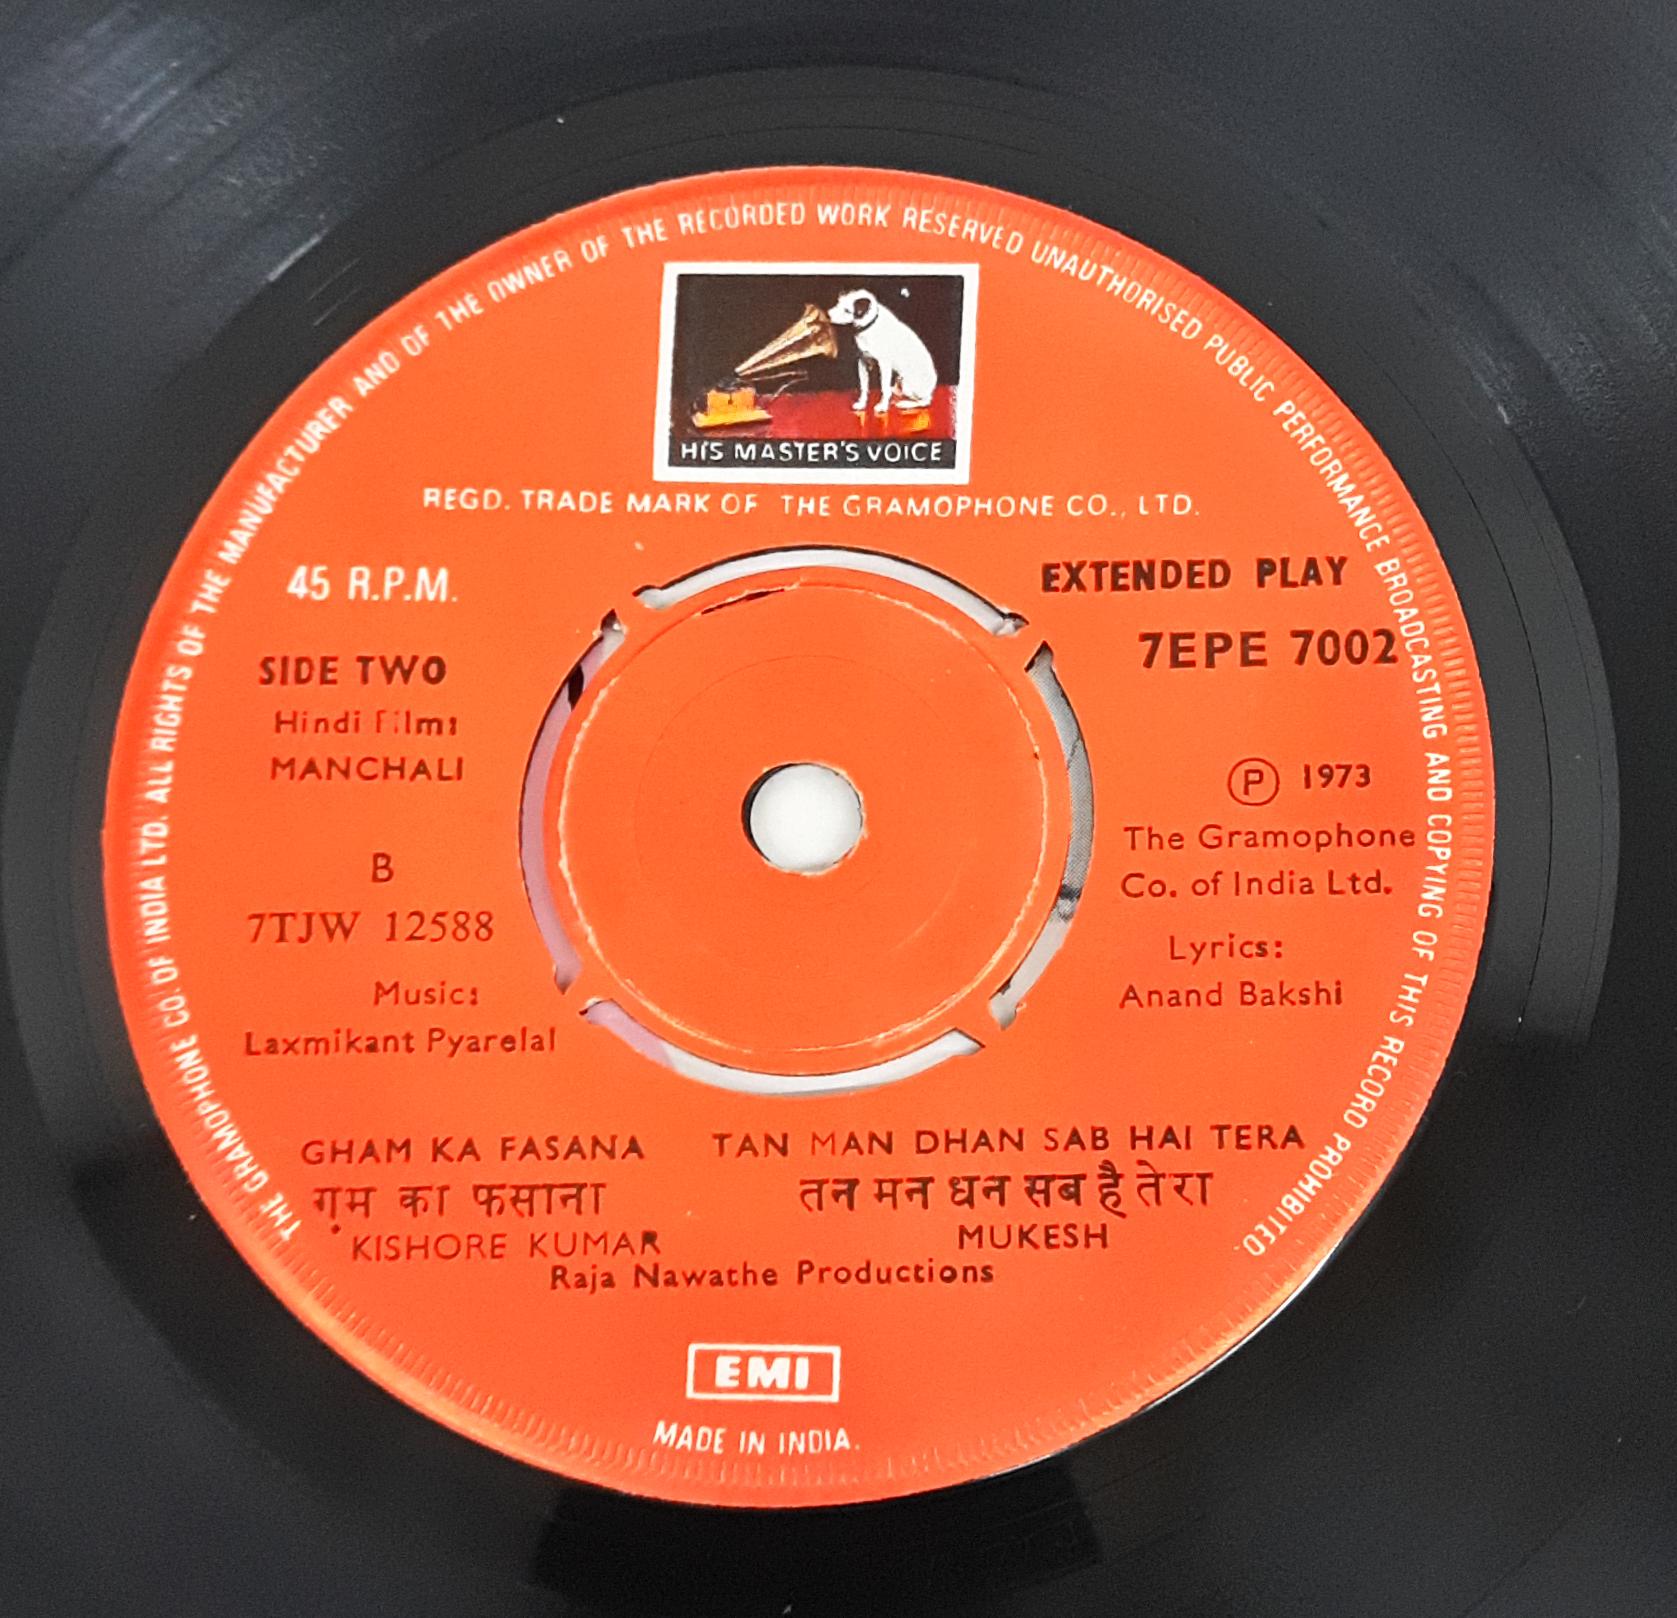 THE GRAMOPHONE CO. OF INDIA LTD. ALL RIGHTS OF THE MANUFACTURER AND OF THE OWNER OF THE RECORDED WORK RESERVED UNAUTHORISED PUBLIC PERFORMANCE BROADCASTING AND COPYING OF THIS RECORD PROHIBITED
HIS MASTER'S VOICE
REGD. TRADE MARK OF THE GRAMOPHONE CO., LTD.
45 R.P.M.
EXTENDED PLAY
7EPE 7002
SIDE TWO
Hindi Film:
MANCHALI
Ⓟ 1973
The Gramophone
Co. of India Ltd.
B
7TJW 12588
Lyrics:
Anand Bakshi
Music:
Laxmikant Pyarelal
GHAM KA FASANA
ग़म का फसाना
KISHORE KUMAR
TAN MAN DHAN SAB HAI TERA
तन मन धन सब है तेरा
MUKESH
Raja Nawathe Productions
EMI
MADE IN INDIA.